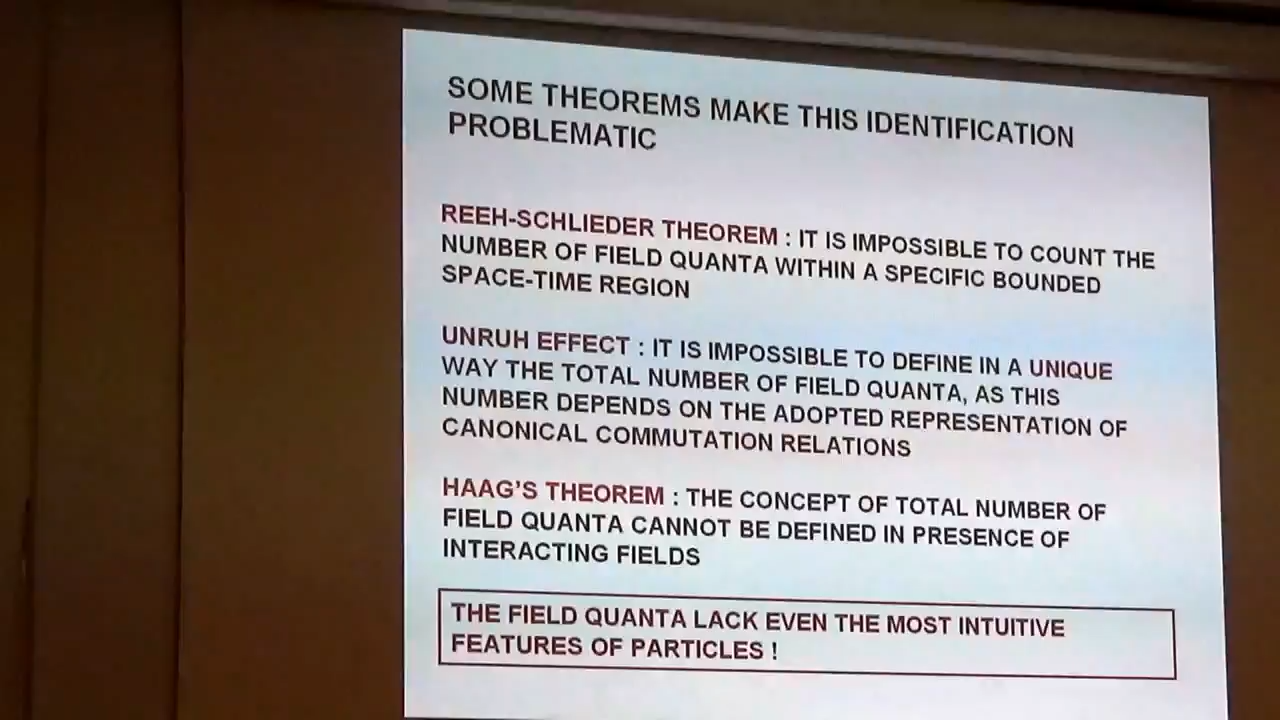 SOME THEOREMS MAKE THIS IDENTIFICATION
PROBLEMATIC
REEH-SCHLIEDER THEOREM : IT IS IMPOSSIBLE TO COUNT THE
NUMBER OF FIELD QUANTA WITHIN A SPECIFIC BOUNDED
SPACE-TIME REGION
UNRUH EFFECT : IT IS IMPOSSIBLE TO DEFINE IN A UNIQUE
WAY THE TOTAL NUMBER OF FIELD QUANTA, AS THIS
NUMBER DEPENDS ON THE ADOPTED REPRESENTATION OF
CANONICAL COMMUTATION RELATIONS
HAAG'S THEOREM : THE CONCEPT OF TOTAL NUMBER OF
FIELD QUANTA CANNOT BE DEFINED IN PRESENCE OF
INTERACTING FIELDS
THE FIELD QUANTA LACK EVEN THE MOST INTUITIVE
FEATURES OF PARTICLES !